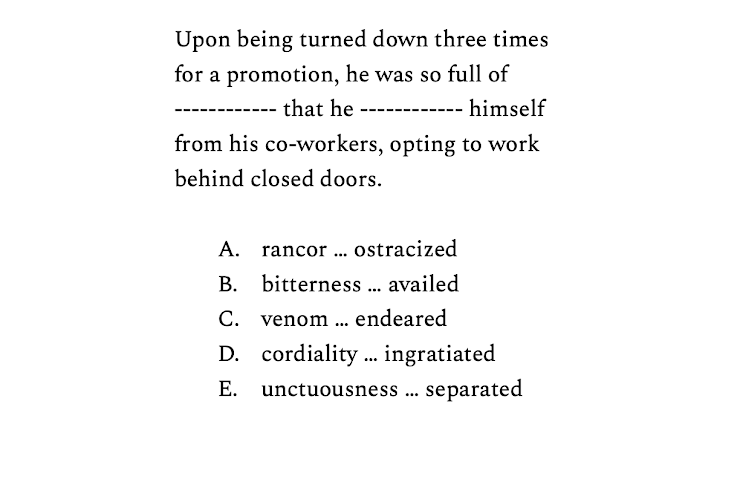 Upon being turned down three times
for a promotion, he was so full of
------------ that he ------------ himself
from his co-workers, opting to work
behind closed doors.
A. rancor ... ostracized
B. bitterness ... availed
C. venom ... endeared
D. cordiality ... ingratiated
E. unctuousness ... separated